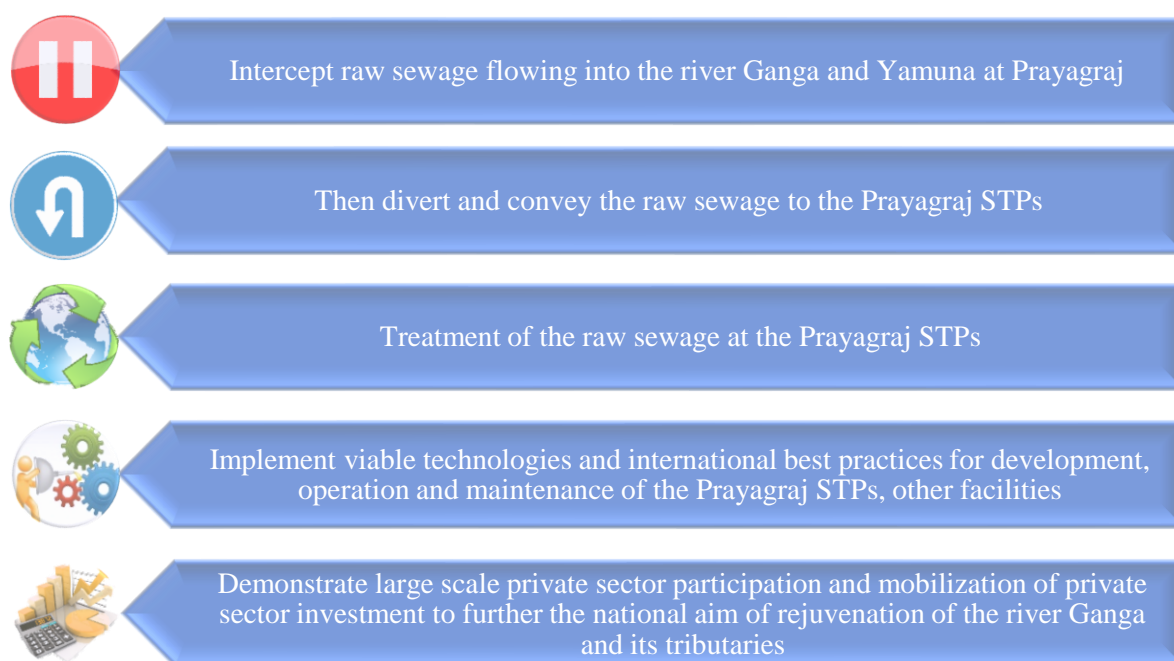 Intercept raw sewage flowing into the river Ganga and Yamuna at Prayagraj
Then divert and convey the raw sewage to the Prayagraj STPs
Treatment of the raw sewage at the Prayagraj STPs
Implement viable technologies and international best practices for development,
operation and maintenance of the Prayagraj STPs, other facilities
Demonstrate large scale private sector participation and mobilization of private
sector investment to further the national aim of rejuvenation of the river Ganga
and its tributaries